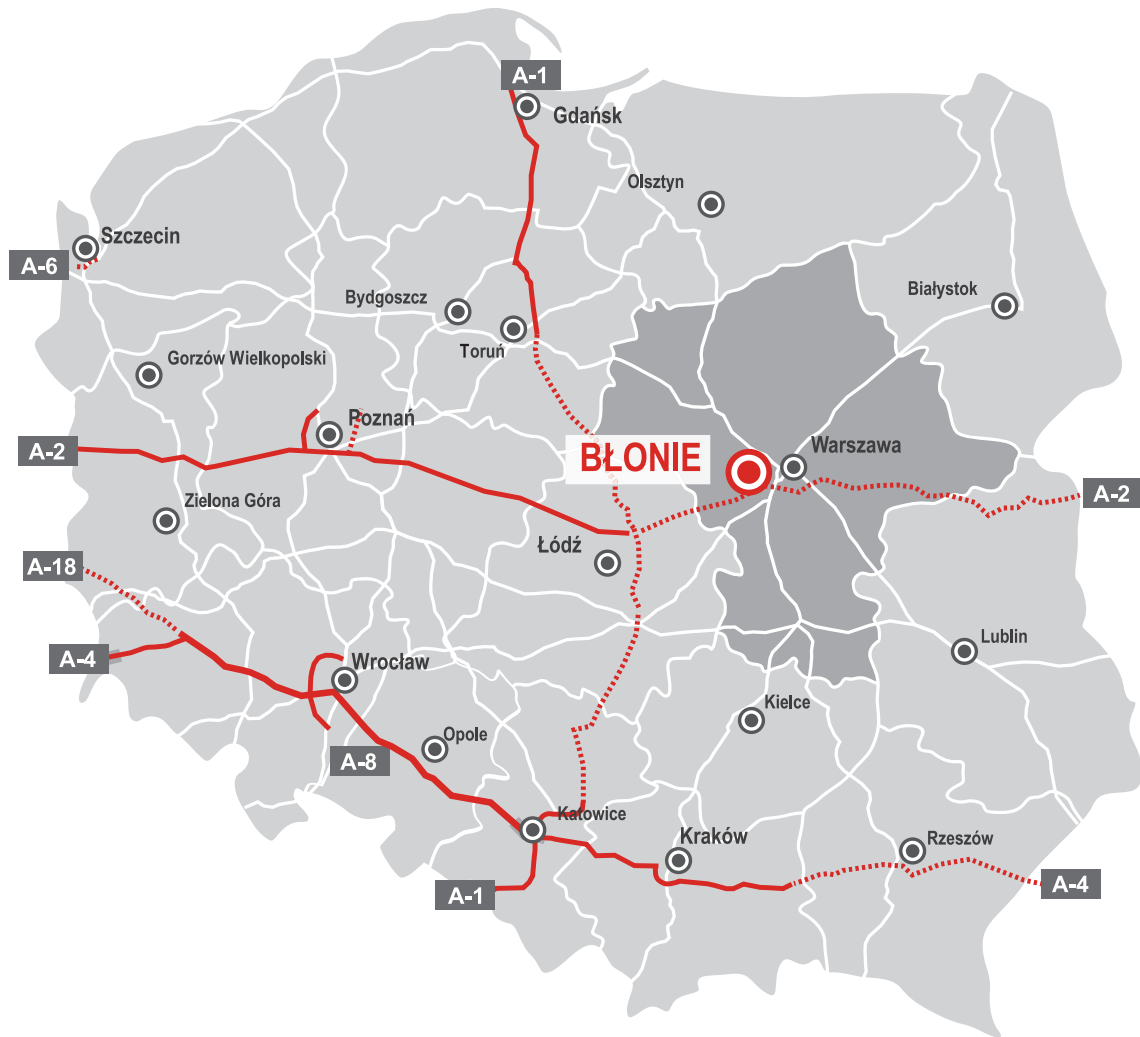 A-1
Gdańsk
Olsztyn
Szczecin
A-6
Białystok
Bydgoszcz
Toruń
Gorzów Wielkopolski
Poznań
A-2
BŁONIE
Warszawa
A-2
Zielona Góra
Łódź
A-18
A-4
Lublin
Wrocław
Kielce
Opole
A-8
Katowice
Kraków
Rzeszów
A-1
A-4